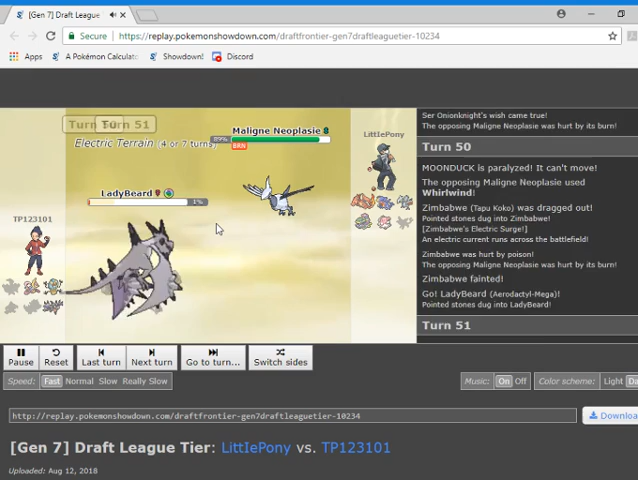 [Gen 7] Draft League
Secure
https://replay.pokemonshowdown.com/draftfrontier-gen7draftleaguetier-10234
Apps
A Pokémon Calculato
Showdown!
Discord
Turn 51
Electric Terrain (4 or 7 turns)
Maligne Neoplasie
89%
BRN
LadyBeard
1%
TP123101
LittIePony
Ser Onionknight's wish came true!
The opposing Maligne Neoplasie was hurt by its burn!
Turn 50
MOONDUCK is paralyzed! It can't move!
The opposing Maligne Neoplasie used
Whirlwind!
Zimbabwe (Tapu Koko) was dragged out!
Pointed stones dug into Zimbabwe!
[Zimbabwe's Electric Surge!]
An electric current runs across the battlefield!
Zimbabwe was hurt by poison!
The opposing Maligne Neoplasie was hurt by its burn!
Zimbabwe fainted!
Go! LadyBeard (Aerodactyl-Mega)!
Pointed stones dug into LadyBeard!
Turn 51
Pause
Reset
Last turn
Next turn
Go to turn...
Switch sides
Speed: Fast Normal Slow Really Slow
Music: On Off
Color scheme: Light Da
http://replay.pokemonshowdown.com/draftfrontier-gen7draftleaguetier-10234
Downloa
[Gen 7] Draft League Tier: LittIePony vs. TP123101
Uploaded: Aug 12, 2018